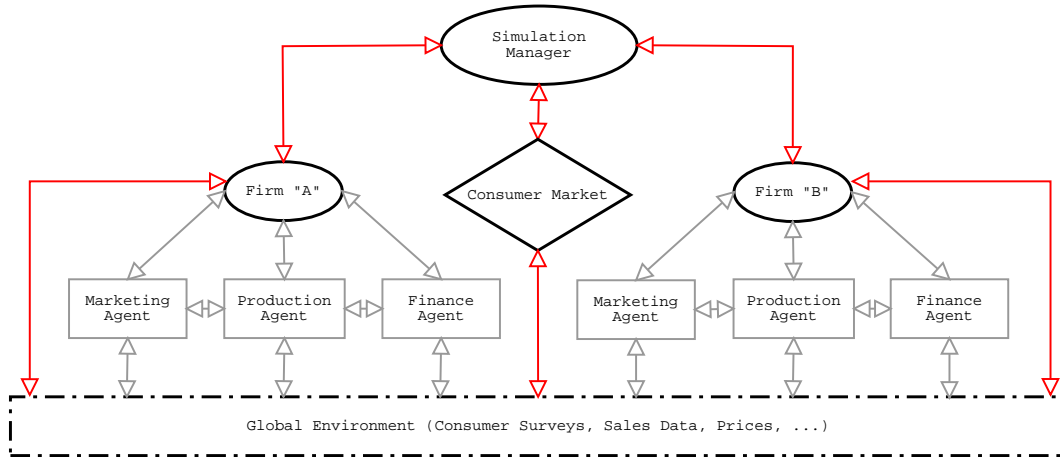 Simulation
Manager
Firm "A"
Consumer Market
Firm "B"
Marketing
Agent
Production
Agent
Finance
Agent
Marketing
Agent
Production
Agent
Finance
Agent
Global Environment (Consumer Surveys, Sales Data, Prices, ...)